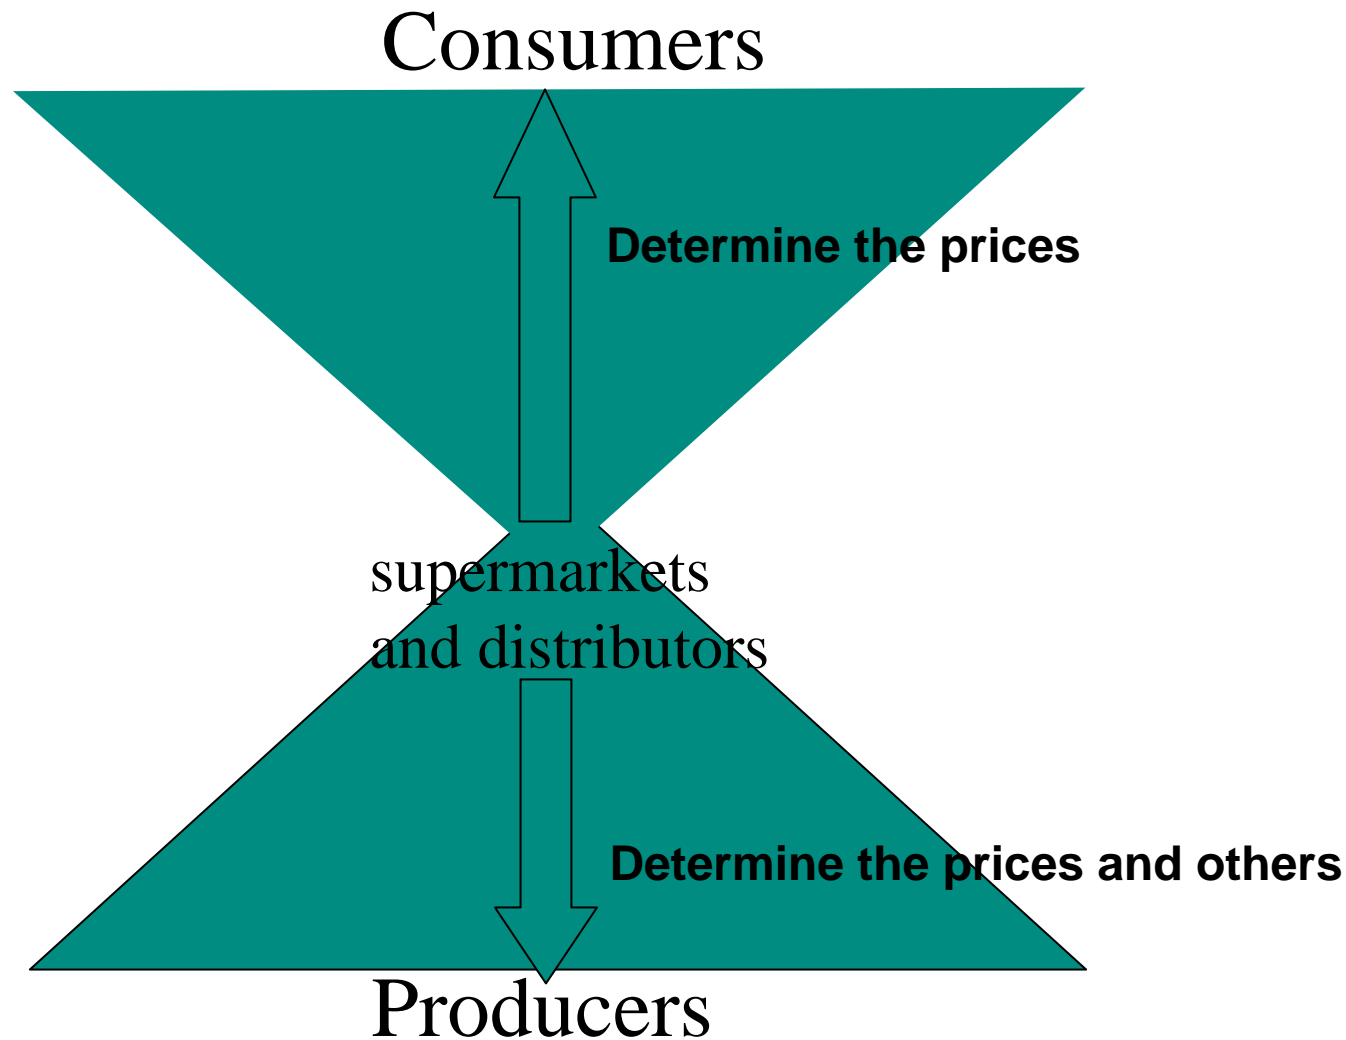 Consumers
Determine the prices
supermarkets
and distributors
Determine the prices and others
Producers